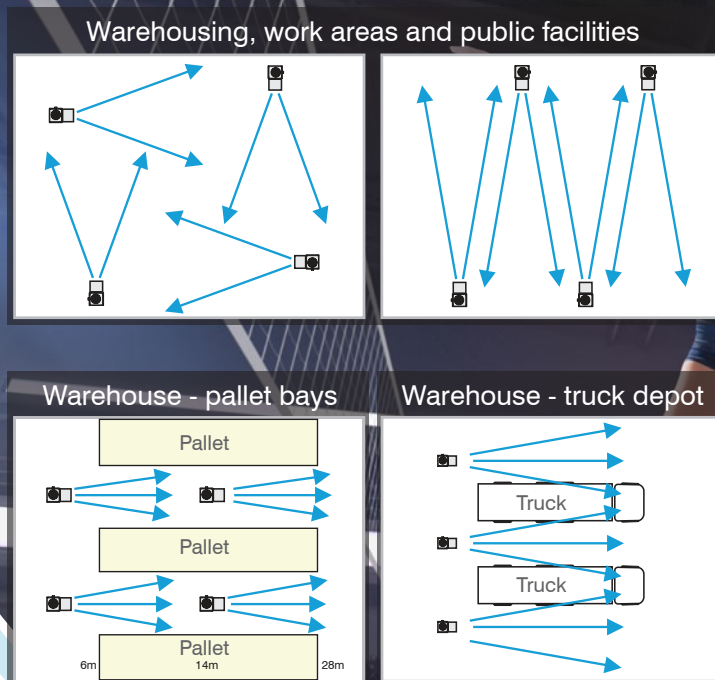 Warehousing, work areas and public facilities
Warehouse - pallet bays
Pallet
Pallet
Pallet
6m 14m 28m
Warehouse - truck depot
Truck
Truck